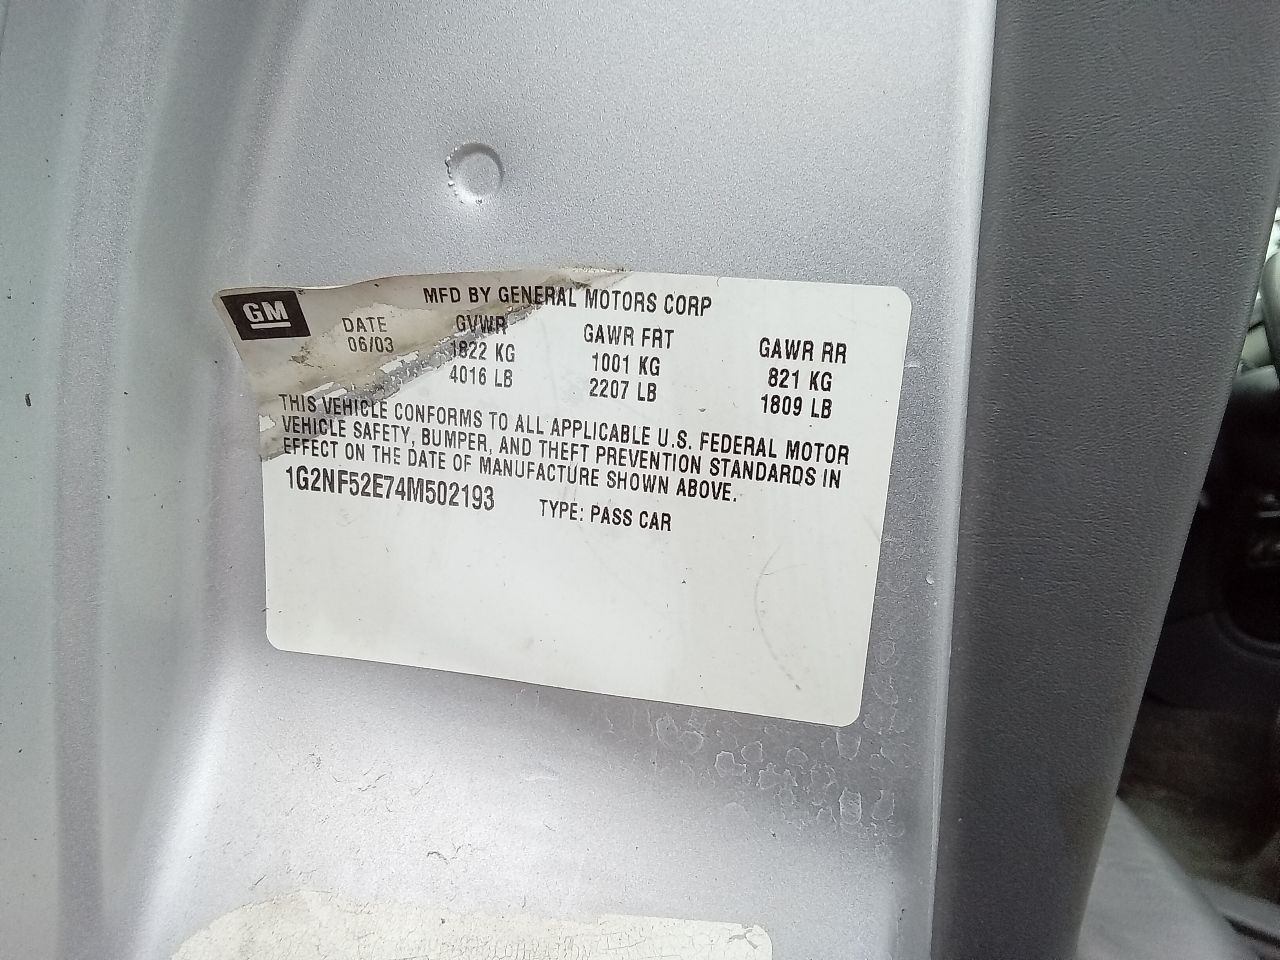 GM
MFD BY GENERAL MOTORS CORP
DATE GVWR GAWR FRT GAWR RR
06/03 1822 KG 1001 KG 821 KG
4016 LB 2207 LB 1809 LB
THIS VEHICLE CONFORMS TO ALL APPLICABLE U.S. FEDERAL MOTOR
VEHICLE SAFETY, BUMPER, AND THEFT PREVENTION STANDARDS IN
EFFECT ON THE DATE OF MANUFACTURE SHOWN ABOVE.
1G2NF52E74M502193 TYPE: PASS CAR